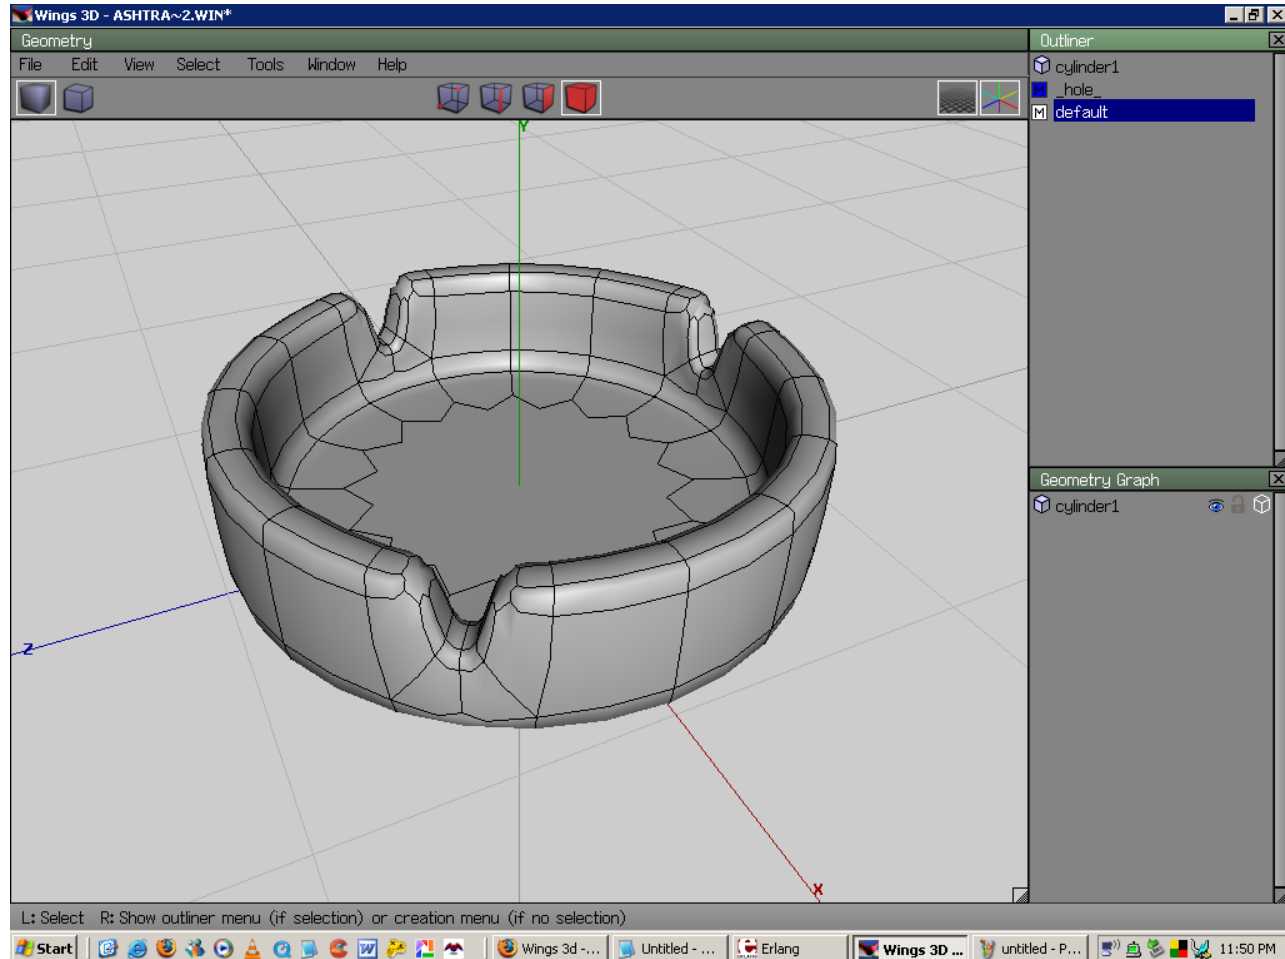 Wings 3D - ASHTRA~2.WIN*
Geometry
File Edit View Select Tools Window Help
Y
Z
X
Outliner
cylinder1
M _hole_
M default
Geometry Graph
cylinder1
L: Select R: Show outliner menu (if selection) or creation menu (if no selection)
Start Wings 3d -... Untitled - ... Erlang Wings 3D ... untitled - P... 11:50 PM